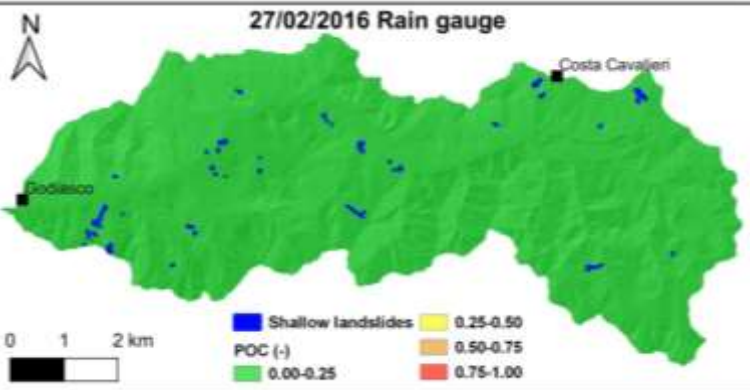 27/02/2016 Rain gauge
N
Costa Cavalieri
Godiasco
Shallow landslides
0.25-0.50
0 1 2 km
POC (-)
0.50-0.75
0.00-0.25
0.75-1.00